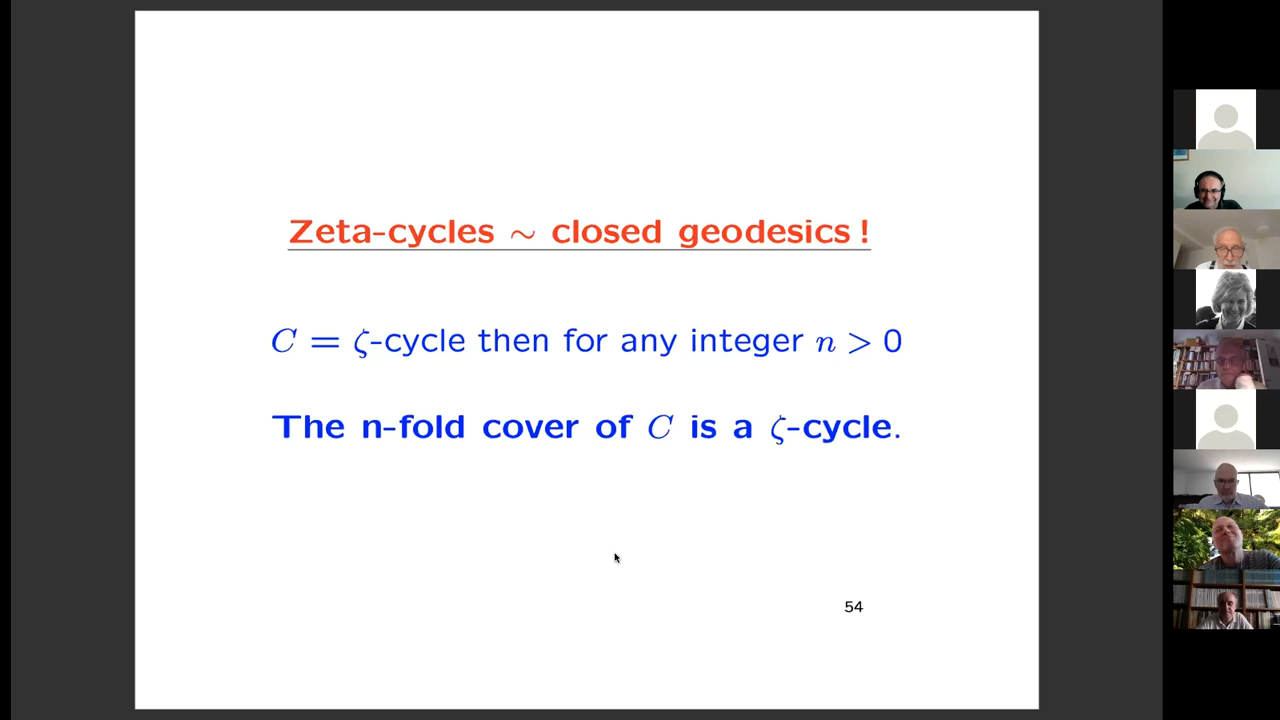 Zeta-cycles ∼ closed geodesics !
C = ζ-cycle then for any integer n > 0
The n-fold cover of C is a ζ-cycle.
54